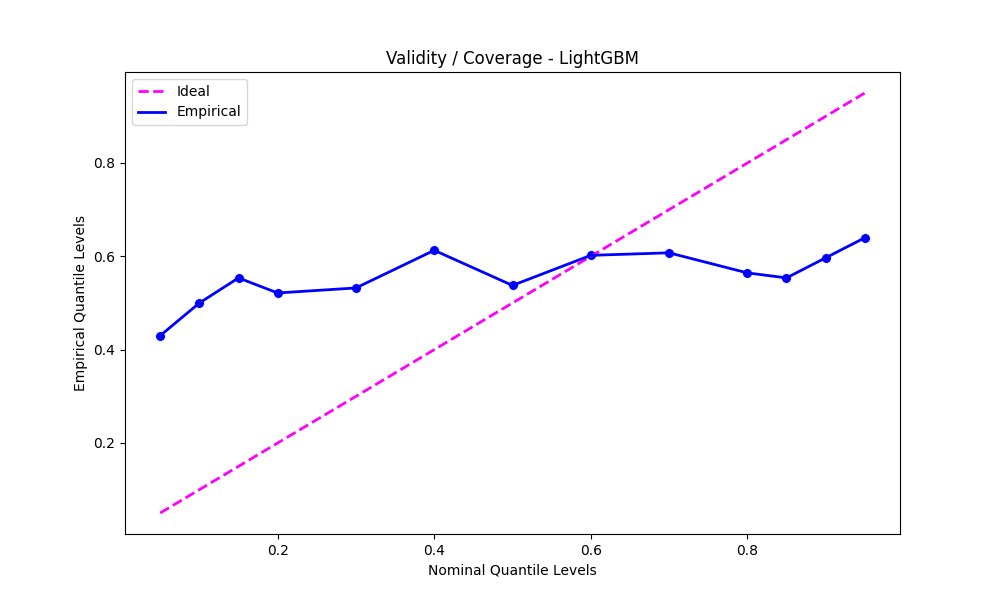 Validity / Coverage - LightGBM
Ideal
Empirical
Empirical Quantile Levels
0.8
0.6
0.4
0.2
0.2 0.4 0.6 0.8
Nominal Quantile Levels